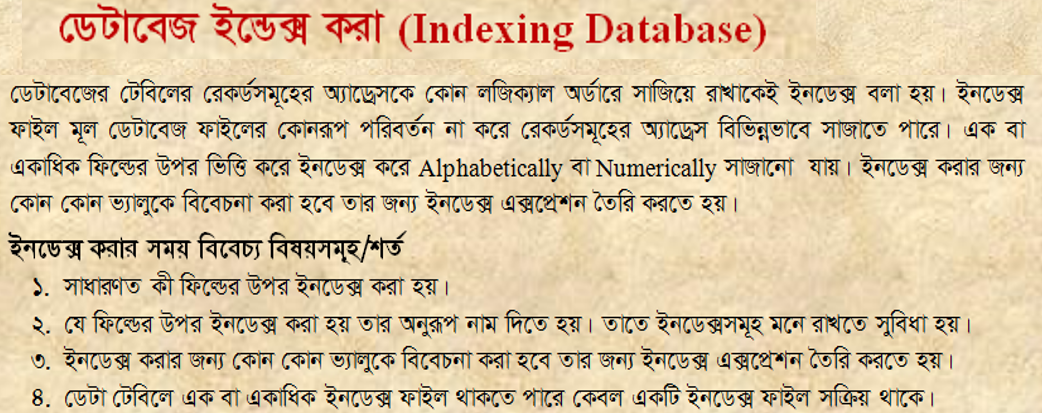 ডেটাবেজ ইন্ডেক্স করা (Indexing Database)
ডেটাবেজের টেবিলের রেকর্ডসমূহের অ্যাড্রেসকে কোন লজিক্যাল অর্ডারে সাজিয়ে রাখাকেই ইনডেক্স বলা হয়। ইনডেক্স
ফাইল মূল ডেটাবেজ ফাইলের কোনরূপ পরিবর্তন না করে রেকর্ডসমূহের অ্যাড্রেস বিভিন্নভাবে সাজাতে পারে। এক বা
একাধিক ফিল্ডের উপর ভিত্তি করে ইনডেক্স করে Alphabetically বা Numerically সাজানো যায়। ইনডেক্স করার জন্য
কোন কোন ভ্যালুকে বিবেচনা করা হবে তার জন্য ইনডেক্স এক্সপ্রেশন তৈরি করতে হয়।
ইনডেক্স করার সময় বিবেচ্য বিষয়সমূহ/শর্ত
১. সাধারণত কী ফিল্ডের উপর ইনডেক্স করা হয়।
২. যে ফিল্ডের উপর ইনডেক্স করা হয় তার অনুরূপ নাম দিতে হয়। তাতে ইনডেক্সসমূহ মনে রাখতে সুবিধা হয়।
৩. ইনডেক্স করার জন্য কোন কোন ভ্যালুকে বিবেচনা করা হবে তার জন্য ইনডেক্স এক্সপ্রেশন তৈরি করতে হয়।
৪. ডেটা টেবিলে এক বা একাধিক ইনডেক্স ফাইল থাকতে পারে কেবল একটি ইনডেক্স ফাইল সক্রিয় থাকে।